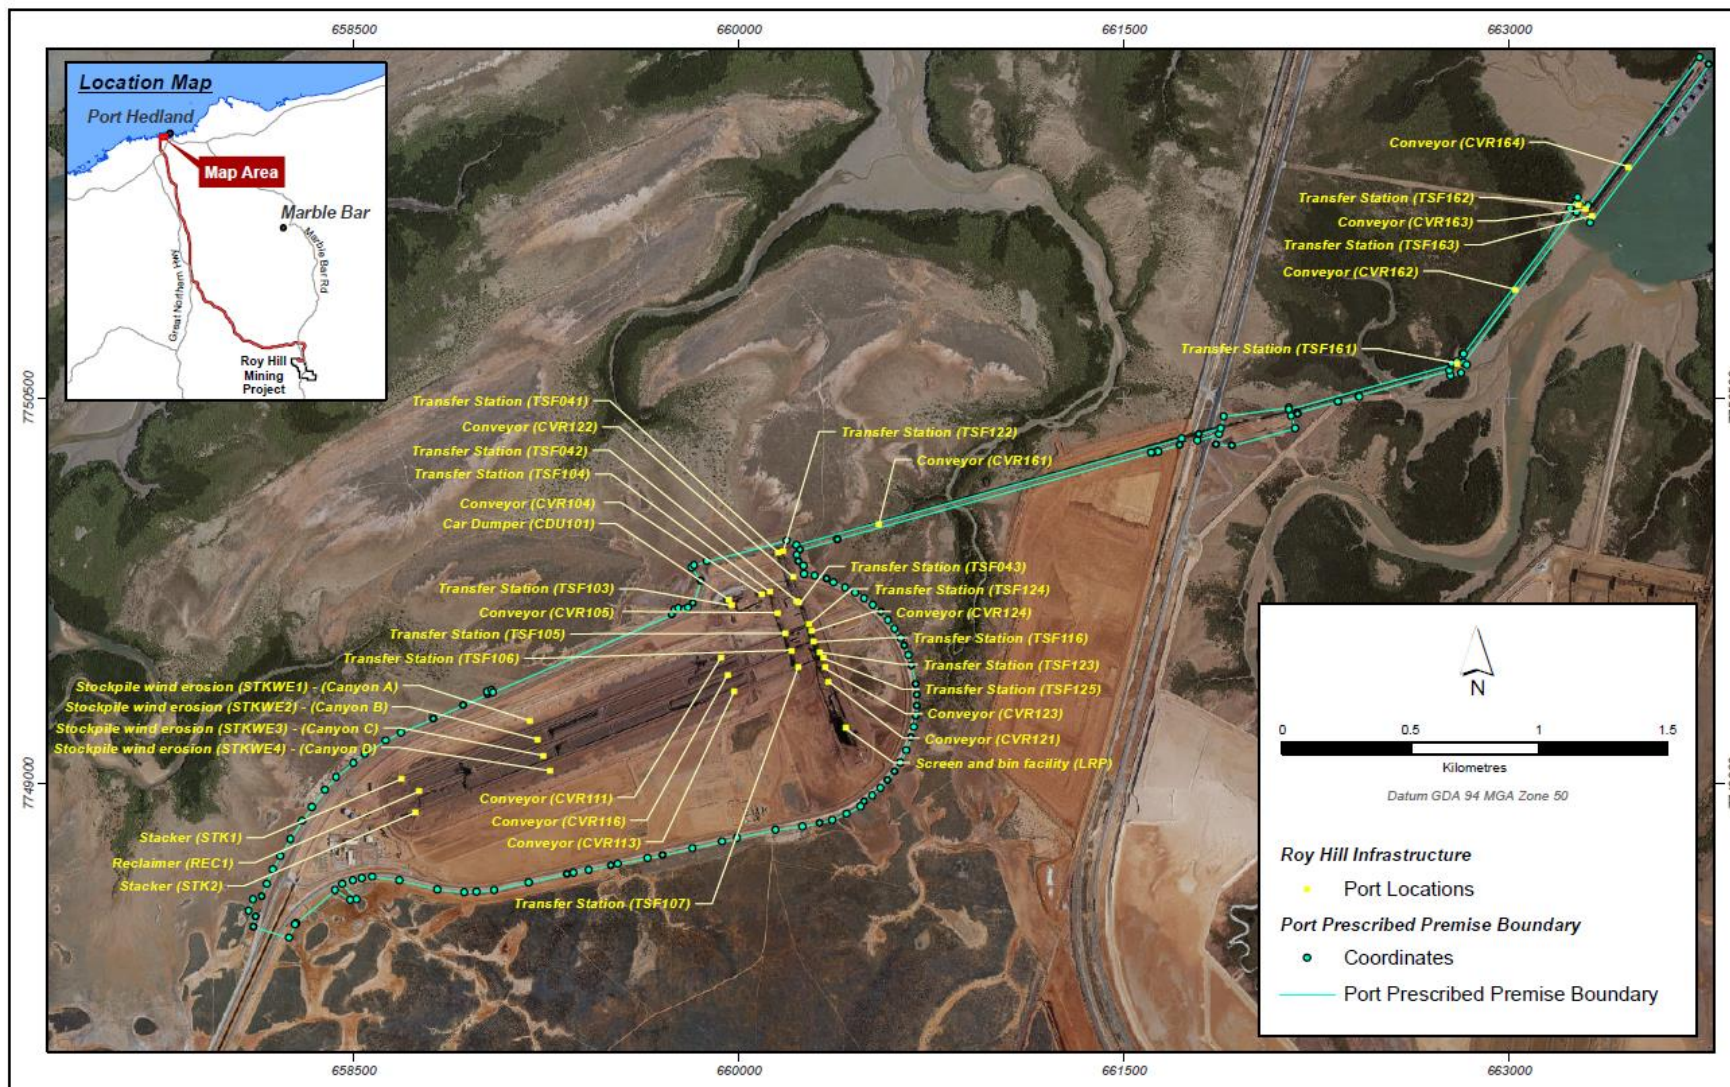 658500
660000
661500
663000
Location Map
Port Hedland
Map Area
Marble Bar
Marble Bar Rd
Great Northern Hwy
Roy Hill
Mining
Project
7750500
7749000
Conveyor (CVR164)
Transfer Station (TSF162)
Conveyor (CVR163)
Transfer Station (TSF163)
Conveyor (CVR162)
Transfer Station (TSF161)
Transfer Station (TSF041)
Conveyor (CVR122)
Transfer Station (TSF042)
Transfer Station (TSF104)
Conveyor (CVR104)
Car Dumper (CDU101)
Transfer Station (TSF122)
Conveyor (CVR161)
Transfer Station (TSF103)
Conveyor (CVR105)
Transfer Station (TSF105)
Transfer Station (TSF106)
Transfer Station (TSF043)
Transfer Station (TSF124)
Conveyor (CVR124)
Transfer Station (TSF116)
Transfer Station (TSF123)
Transfer Station (TSF125)
Conveyor (CVR123)
Conveyor (CVR121)
Screen and bin facility (LRP)
Stockpile wind erosion (STKWE1) - (Canyon A)
Stockpile wind erosion (STKWE2) - (Canyon B)
Stockpile wind erosion (STKWE3) - (Canyon C)
Stockpile wind erosion (STKWE4) - (Canyon D)
Conveyor (CVR111)
Conveyor (CVR116)
Conveyor (CVR113)
Stacker (STK1)
Reclaimer (REC1)
Stacker (STK2)
Transfer Station (TSF107)
N
0 0.5 1 1.5
Kilometres
Datum GDA 94 MGA Zone 50
Roy Hill Infrastructure
Port Locations
Port Prescribed Premise Boundary
Coordinates
Port Prescribed Premise Boundary
658500
660000
661500
663000